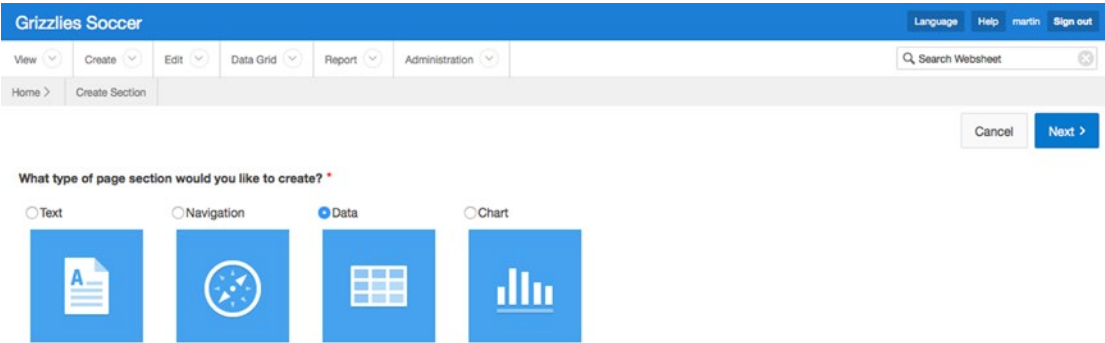 Grizzlies Soccer Language Help martin Sign out
View Create Edit Data Grid Report Administration Search Websheet
Home > Create Section
Cancel Next >
What type of page section would you like to create? *
Text Navigation Data Chart
A